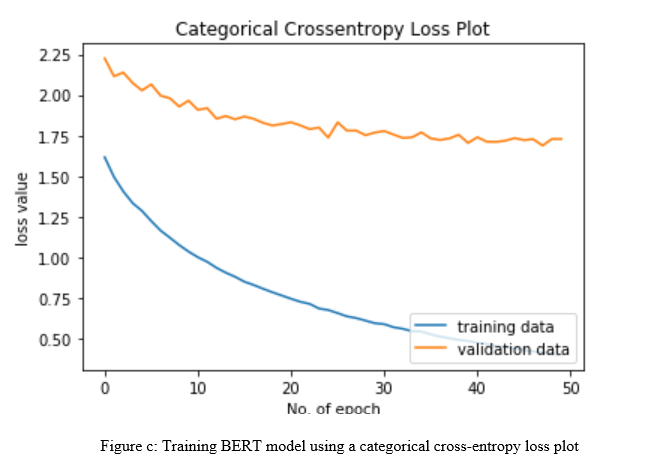 Categorical Crossentropy Loss Plot
2.25
2.00
1.75
1.50
1.25
1.00
0.75
0.50
loss value
training data
validation data
0 10 20 30 40 50
No. of epoch
Figure c: Training BERT model using a categorical cross-entropy loss plot